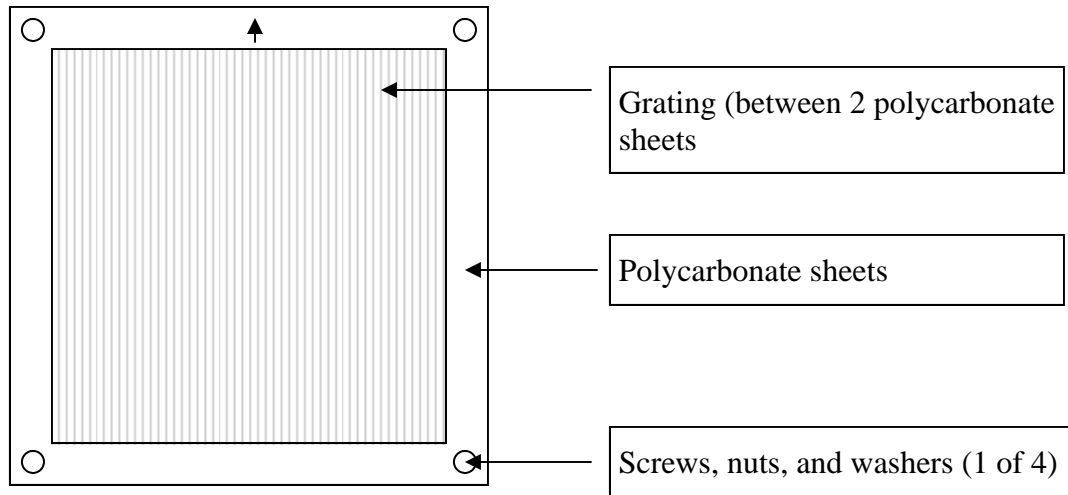 Grating (between 2 polycarbonate
sheets
Polycarbonate sheets
Screws, nuts, and washers (1 of 4)